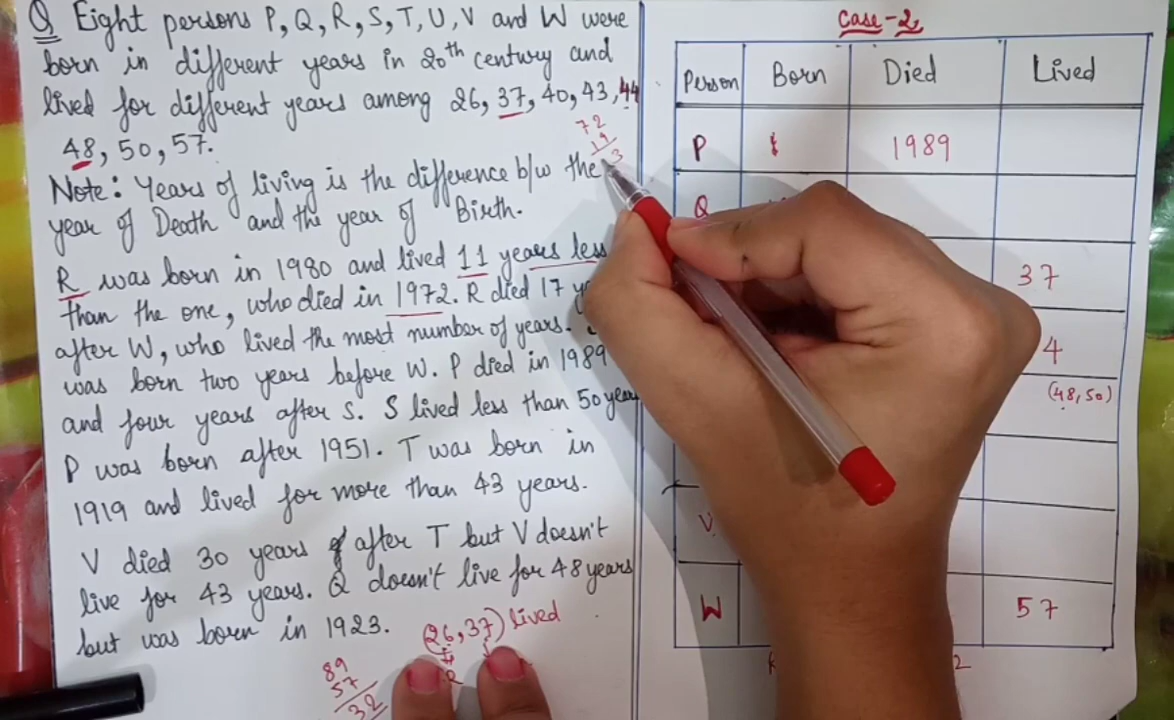 Q Eight persons P, Q, R, S, T, U, V and W were
born in different years in 20th century and
lived for different years among 26, 37, 40, 43, 44
48, 50, 57.
72
19
3
Note: Years of living is the difference b/w the
year of Death and the year of Birth.
R was born in 1980 and lived 11 years less
than the one, who died in 1972. R died 17
after W, who lived the most number of years.
was born two years before W. P died in 1989
and four years after S. S lived less than 50 years
P was born after 1951. T was born in
1919 and lived for more than 43 years.
V died 30 years after T but V doesn't
live for 43 years. Q doesn't live for 48 years
but was born in 1923.
(26, 37) lived
R
89
57
32
Case-2
Person Born Died Lived
P 1989
Q
37
4
(48, 50)
V
W 57
2